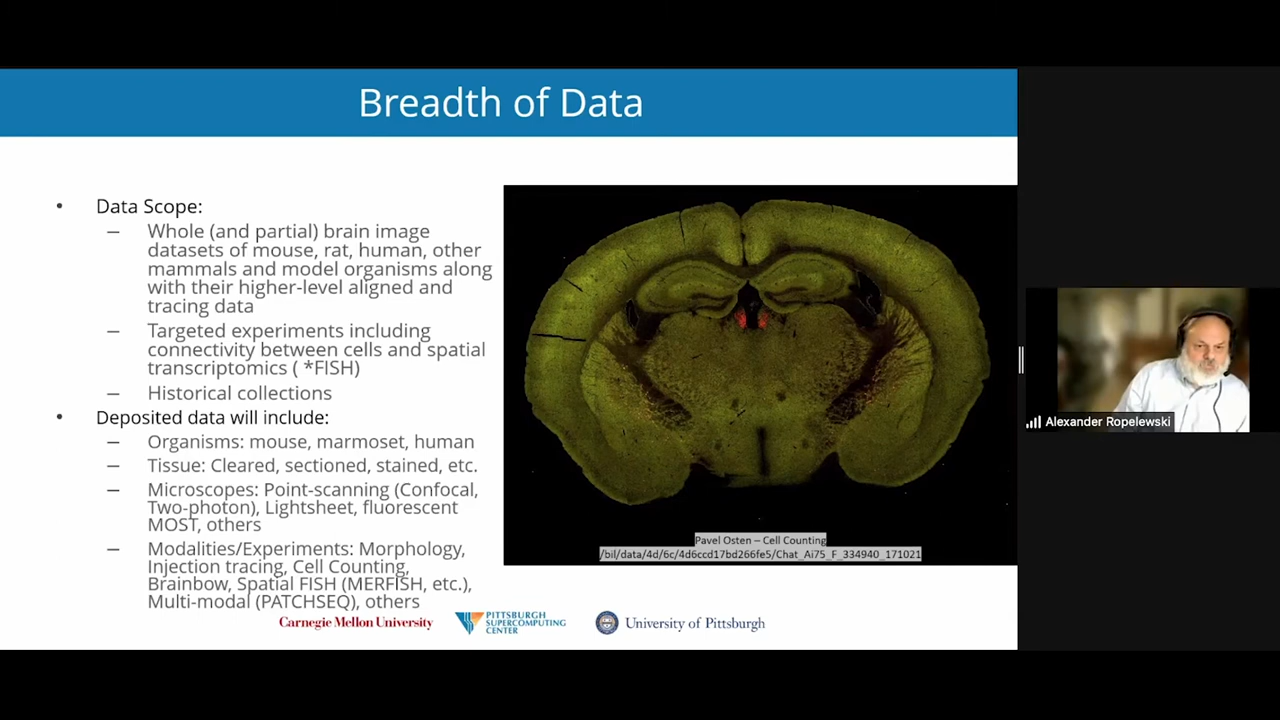 Breadth of Data
• Data Scope:
– Whole (and partial) brain image
datasets of mouse, rat, human, other
mammals and model organisms along
with their higher-level aligned and
tracing data
– Targeted experiments including
connectivity between cells and spatial
transcriptomics ( *FISH)
– Historical collections
• Deposited data will include:
– Organisms: mouse, marmoset, human
– Tissue: Cleared, sectioned, stained, etc.
– Microscopes: Point-scanning (Confocal,
Two-photon), Lightsheet, fluorescent
MOST, others
– Modalities/Experiments: Morphology,
Injection tracing, Cell Counting,
Brainbow, Spatial FISH (MERFISH, etc.),
Multi-modal (PATCHSEQ), others
Pavel Osten – Cell Counting
/bil/data/4d/6c/4d6ccd17bd266fe5/Chat_Ai75_F_334940_171021
Carnegie Mellon University
PITTSBURGH
SUPERCOMPUTING
CENTER
University of Pittsburgh
Alexander Ropelewski